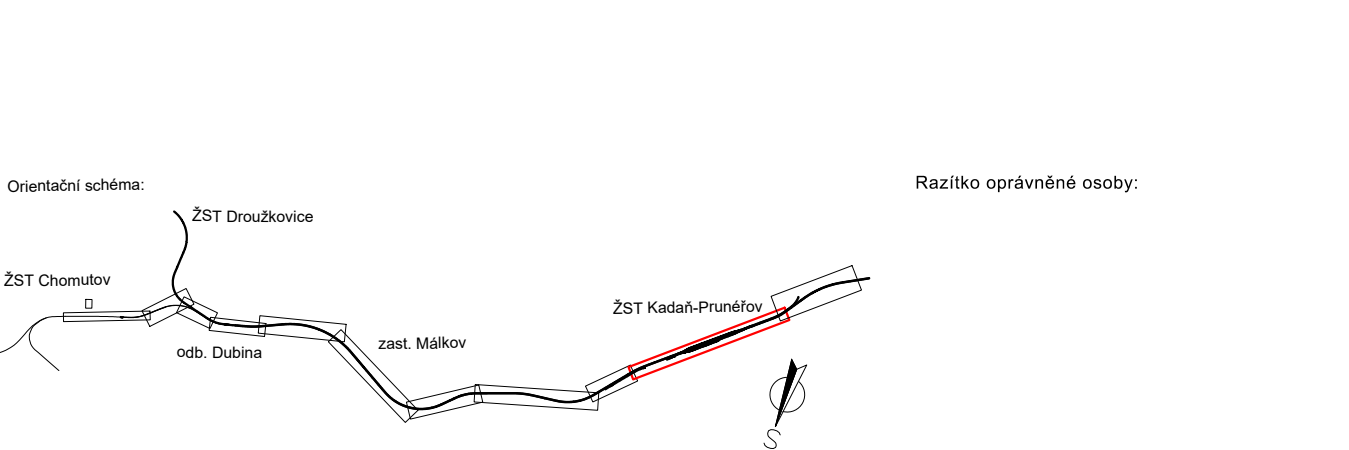 Orientační schéma:
Razítko oprávněné osoby:
ŽST Droužkovice
ŽST Chomutov
ŽST Kadaň-Prunéřov
odb. Dubina
zast. Málkov
S